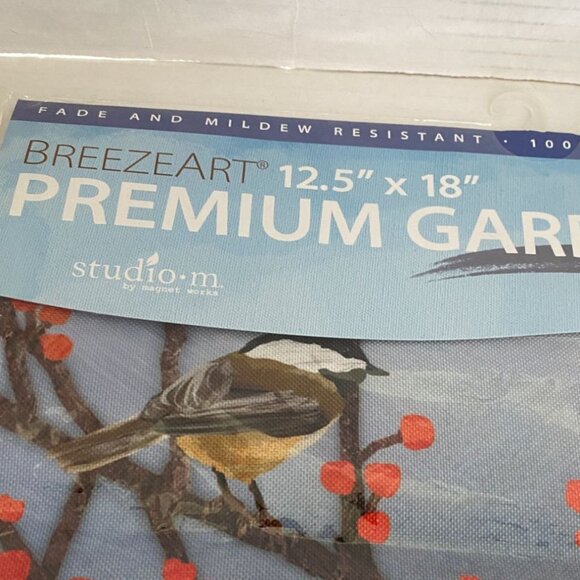 FADE AND MILDEW RESISTANT • 100
BREEZEART® 12.5" x 18"
PREMIUM GAR
studio·m.
by magnet works